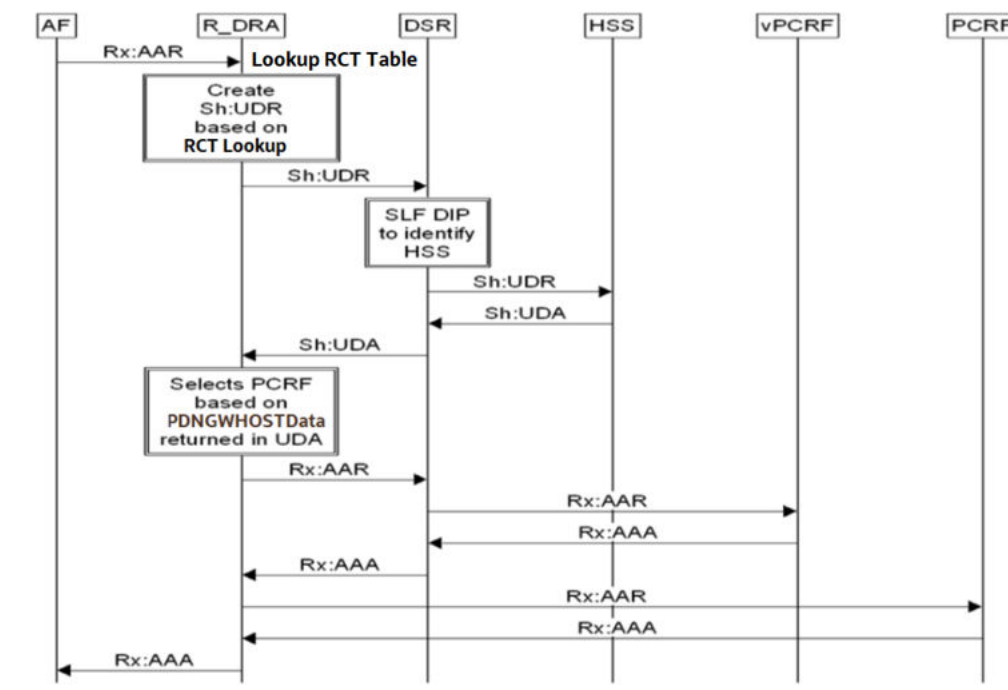 AF R_DRA DSR HSS vPCRF PCRF
Rx:AAR
Lookup RCT Table
Create
Sh:UDR
based on
RCT Lookup
Sh:UDR
SLF DIP
to identify
HSS
Sh:UDR
Sh:UDA
Sh:UDA
Selects PCRF
based on
PDNGWHOSTData
returned in UDA
Rx:AAR
Rx:AAR
Rx:AAA
Rx:AAA
Rx:AAR
Rx:AAA
Rx:AAA